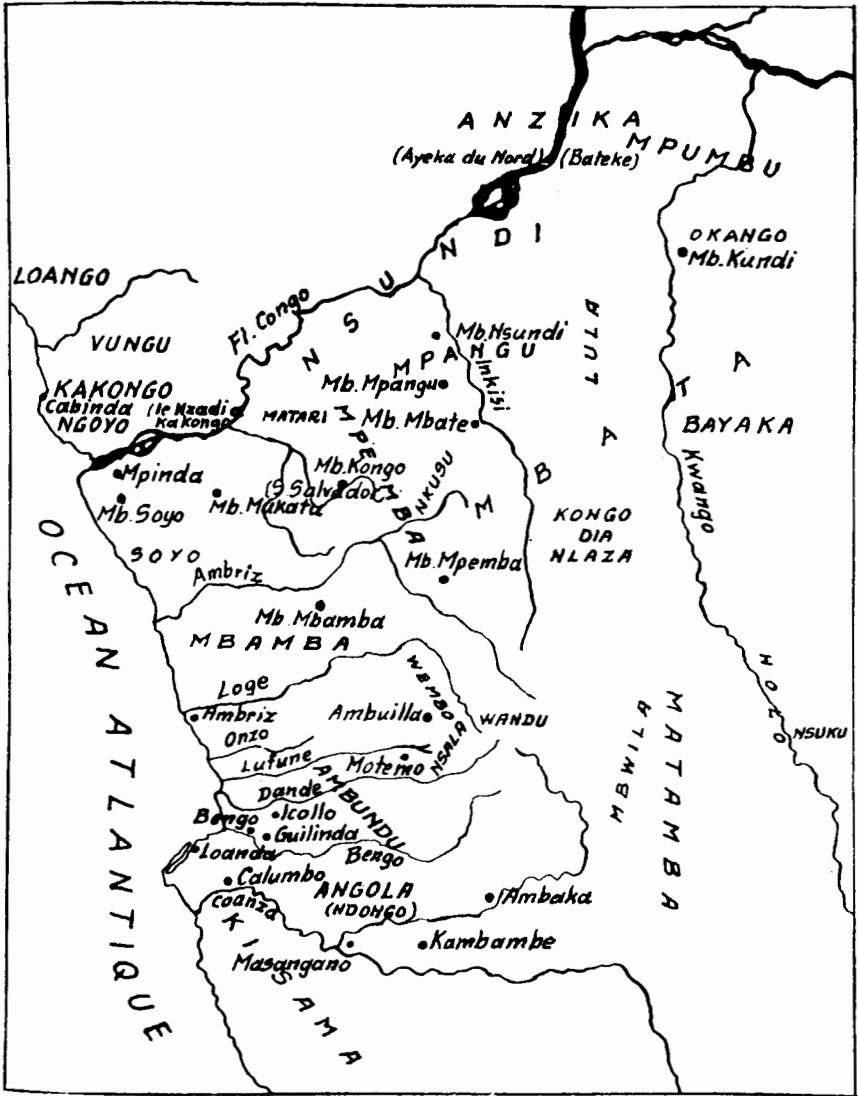 ANZIKA
MPUMBU
(Ayeka du Nord) (Bateke)
OKANGO
Mb. Kundi
NSUNDI
LOANGO
Fl. Congo
VUNGU
Mb. Nsundi
MPANGU
Inkisi
Mb. Mpangu
KAKONGO
Cabinda
(le Nzadi
NGOYO
Kakongo
MATARI
Mb. Mbate
MPEMBA
BATA
BAYAKA
Kwango
Mb. Kongo
(S. Salvador)
NKUSU
Mpinda
Mb. Makata
Mb. Soyo
MBATA
KONGO
DIA
NLAZA
SOYO
Ambriz
Mb. Mpemba
Mb. Mbamba
MBAMBA
OCEAN ATLANTIQUE
HOKO
Loge
WEMBO
Ambriz
Ambuilla
WANDU
NSUKU
Onzo
NSALA
MBWILA
MATAMBA
Lufune
Motemo
Dande
AMBUNDU
Icollo
Bengo
Guilinda
Loanda
Bengo
Calumbo
ANGOLA
(NDONGO)
Ambaka
Coanza
KISAMA
Kambambe
Masangano